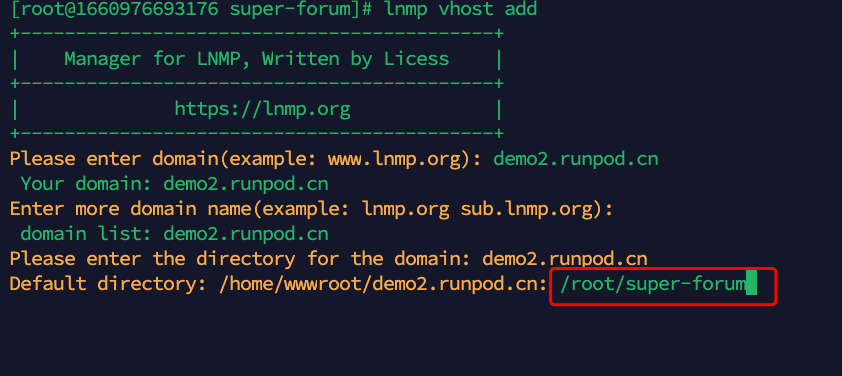 [root@1660976693176 super-forum]# lnmp vhost add
+-------------------------------------------+
|    Manager for LNMP, Written by Licess    |
+-------------------------------------------+
|              https://lnmp.org             |
+-------------------------------------------+
Please enter domain(example: www.lnmp.org): demo2.runpod.cn
 Your domain: demo2.runpod.cn
Enter more domain name(example: lnmp.org sub.lnmp.org):
 domain list: demo2.runpod.cn
Please enter the directory for the domain: demo2.runpod.cn
Default directory: /home/wwwroot/demo2.runpod.cn: /root/super-forum